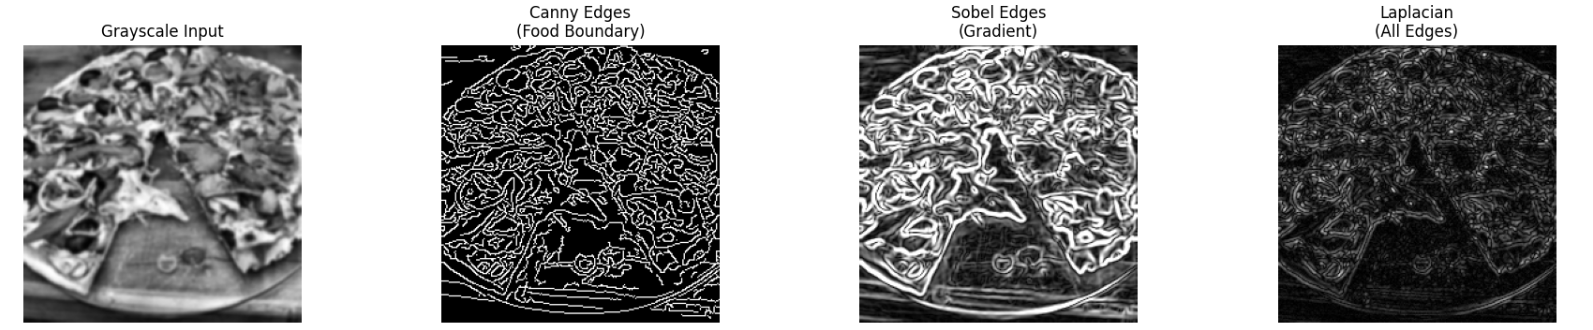 Grayscale Input
Canny Edges
(Food Boundary)
Sobel Edges
(Gradient)
Laplacian
(All Edges)